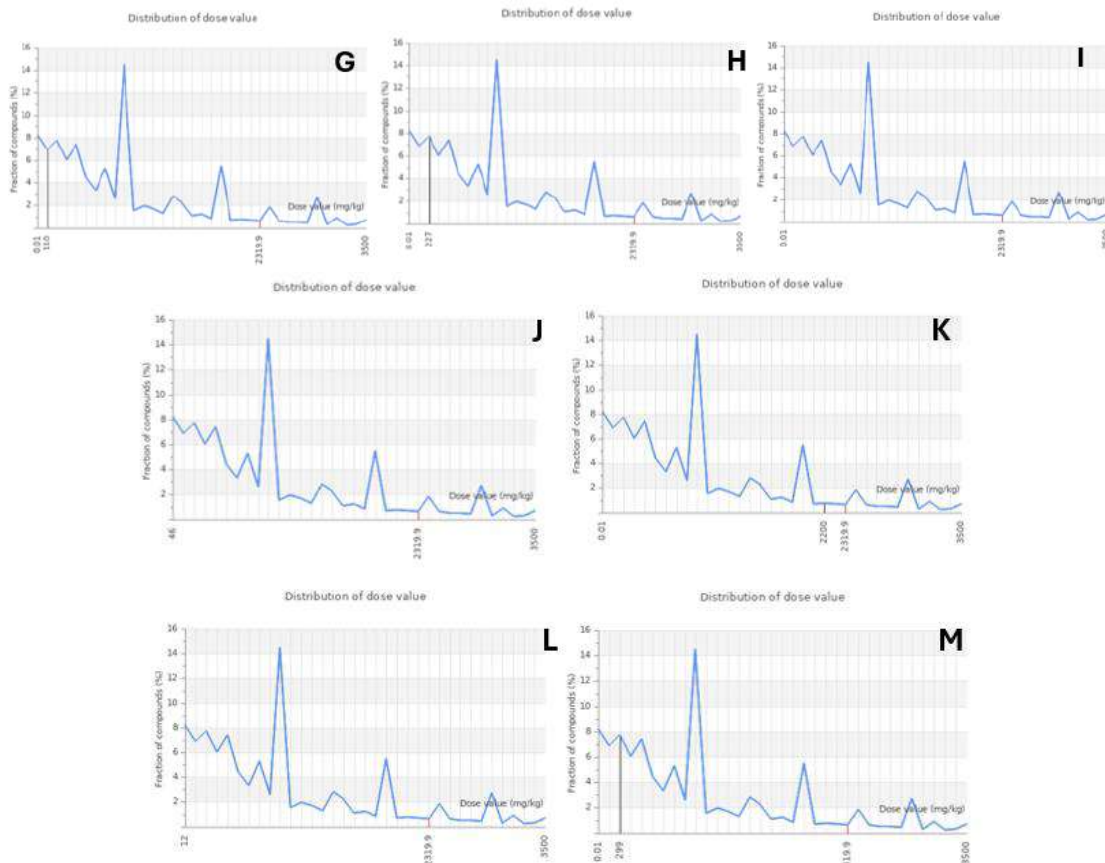 Distribution of dose value
G
Fraction of compounds (%)
16
14
12
10
8
6
4
2
Dose value (mg/kg)
0.01
110
2319.9
3500
Distribution of dose value
H
Fraction of compounds (%)
16
14
12
10
8
6
4
2
Dose value (mg/kg)
0.01
227
2319.9
Distribution of dose value
I
Fraction of compounds (%)
16
14
12
10
8
6
4
2
Dose value (mg/kg)
0.01
2319.9
Distribution of dose value
J
Fraction of compounds (%)
16
14
12
10
8
6
4
2
Dose value (mg/kg)
46
2319.9
3500
Distribution of dose value
K
Fraction of compounds (%)
16
14
12
10
8
6
4
2
Dose value (mg/kg)
0.01
2200
2319.9
3500
Distribution of dose value
L
Fraction of compounds (%)
16
14
12
10
8
6
4
2
Dose value (mg/kg)
12
2319.9
3500
Distribution of dose value
M
Fraction of compounds (%)
16
14
12
10
8
6
4
2
Dose value (mg/kg)
0.01
299
3500